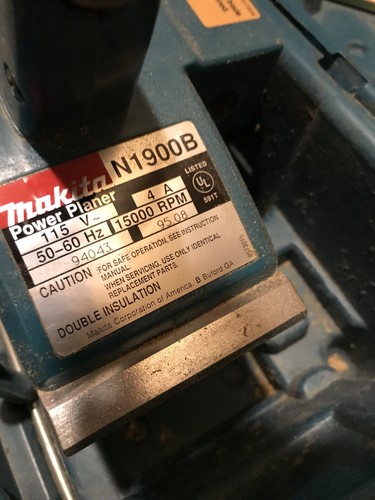 makita N1900B
Power Planer
115 V~ 4 A
50-60 Hz 15000 RPM
94043 95.08
LISTED
UL
591T
CAUTION : FOR SAFE OPERATION, SEE INSTRUCTION
MANUAL.
WHEN SERVICING, USE ONLY IDENTICAL
REPLACEMENT PARTS.
DOUBLE INSULATION
Makita Corporation of America, B Buford,GA